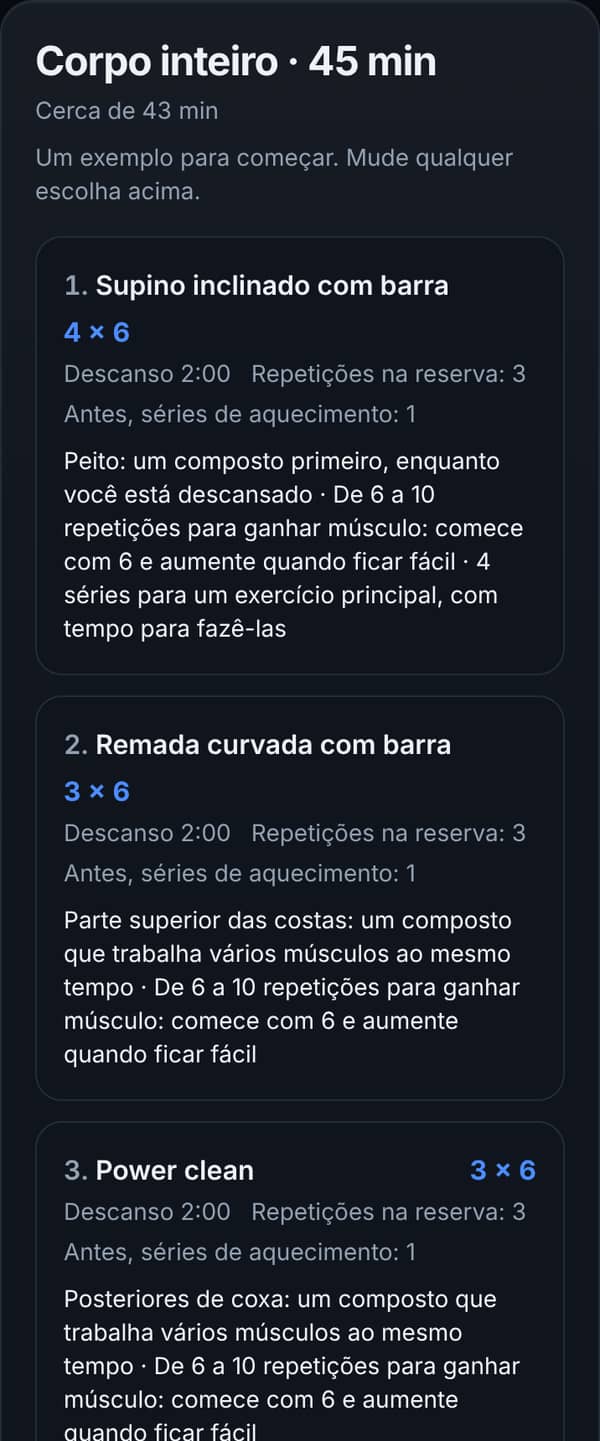 Corpo inteiro · 45 min
Cerca de 43 min
Um exemplo para começar. Mude qualquer
escolha acima.
1. Supino inclinado com barra
4 × 6
Descanso 2:00 Repetições na reserva: 3
Antes, séries de aquecimento: 1
Peito: um composto primeiro, enquanto
você está descansado · De 6 a 10
repetições para ganhar músculo: comece
com 6 e aumente quando ficar fácil · 4
séries para um exercício principal, com
tempo para fazê-las
2. Remada curvada com barra
3 × 6
Descanso 2:00 Repetições na reserva: 3
Antes, séries de aquecimento: 1
Parte superior das costas: um composto
que trabalha vários músculos ao mesmo
tempo · De 6 a 10 repetições para ganhar
músculo: comece com 6 e aumente
quando ficar fácil
3. Power clean 3 × 6
Descanso 2:00 Repetições na reserva: 3
Antes, séries de aquecimento: 1
Posteriores de coxa: um composto que
trabalha vários músculos ao mesmo
tempo · De 6 a 10 repetições para ganhar
músculo: comece com 6 e aumente
quando ficar fácil